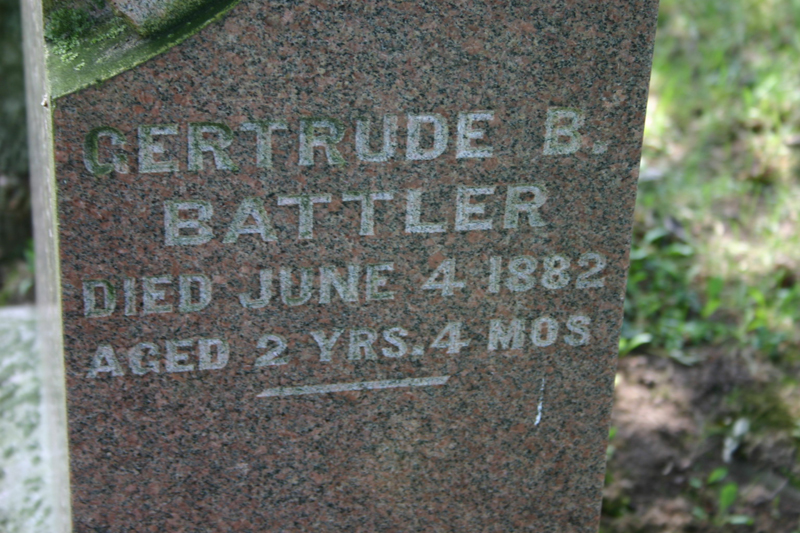 GERTRUDE B.
BATTLER
DIED JUNE 4 1882
AGED 2 YRS. 4 MOS